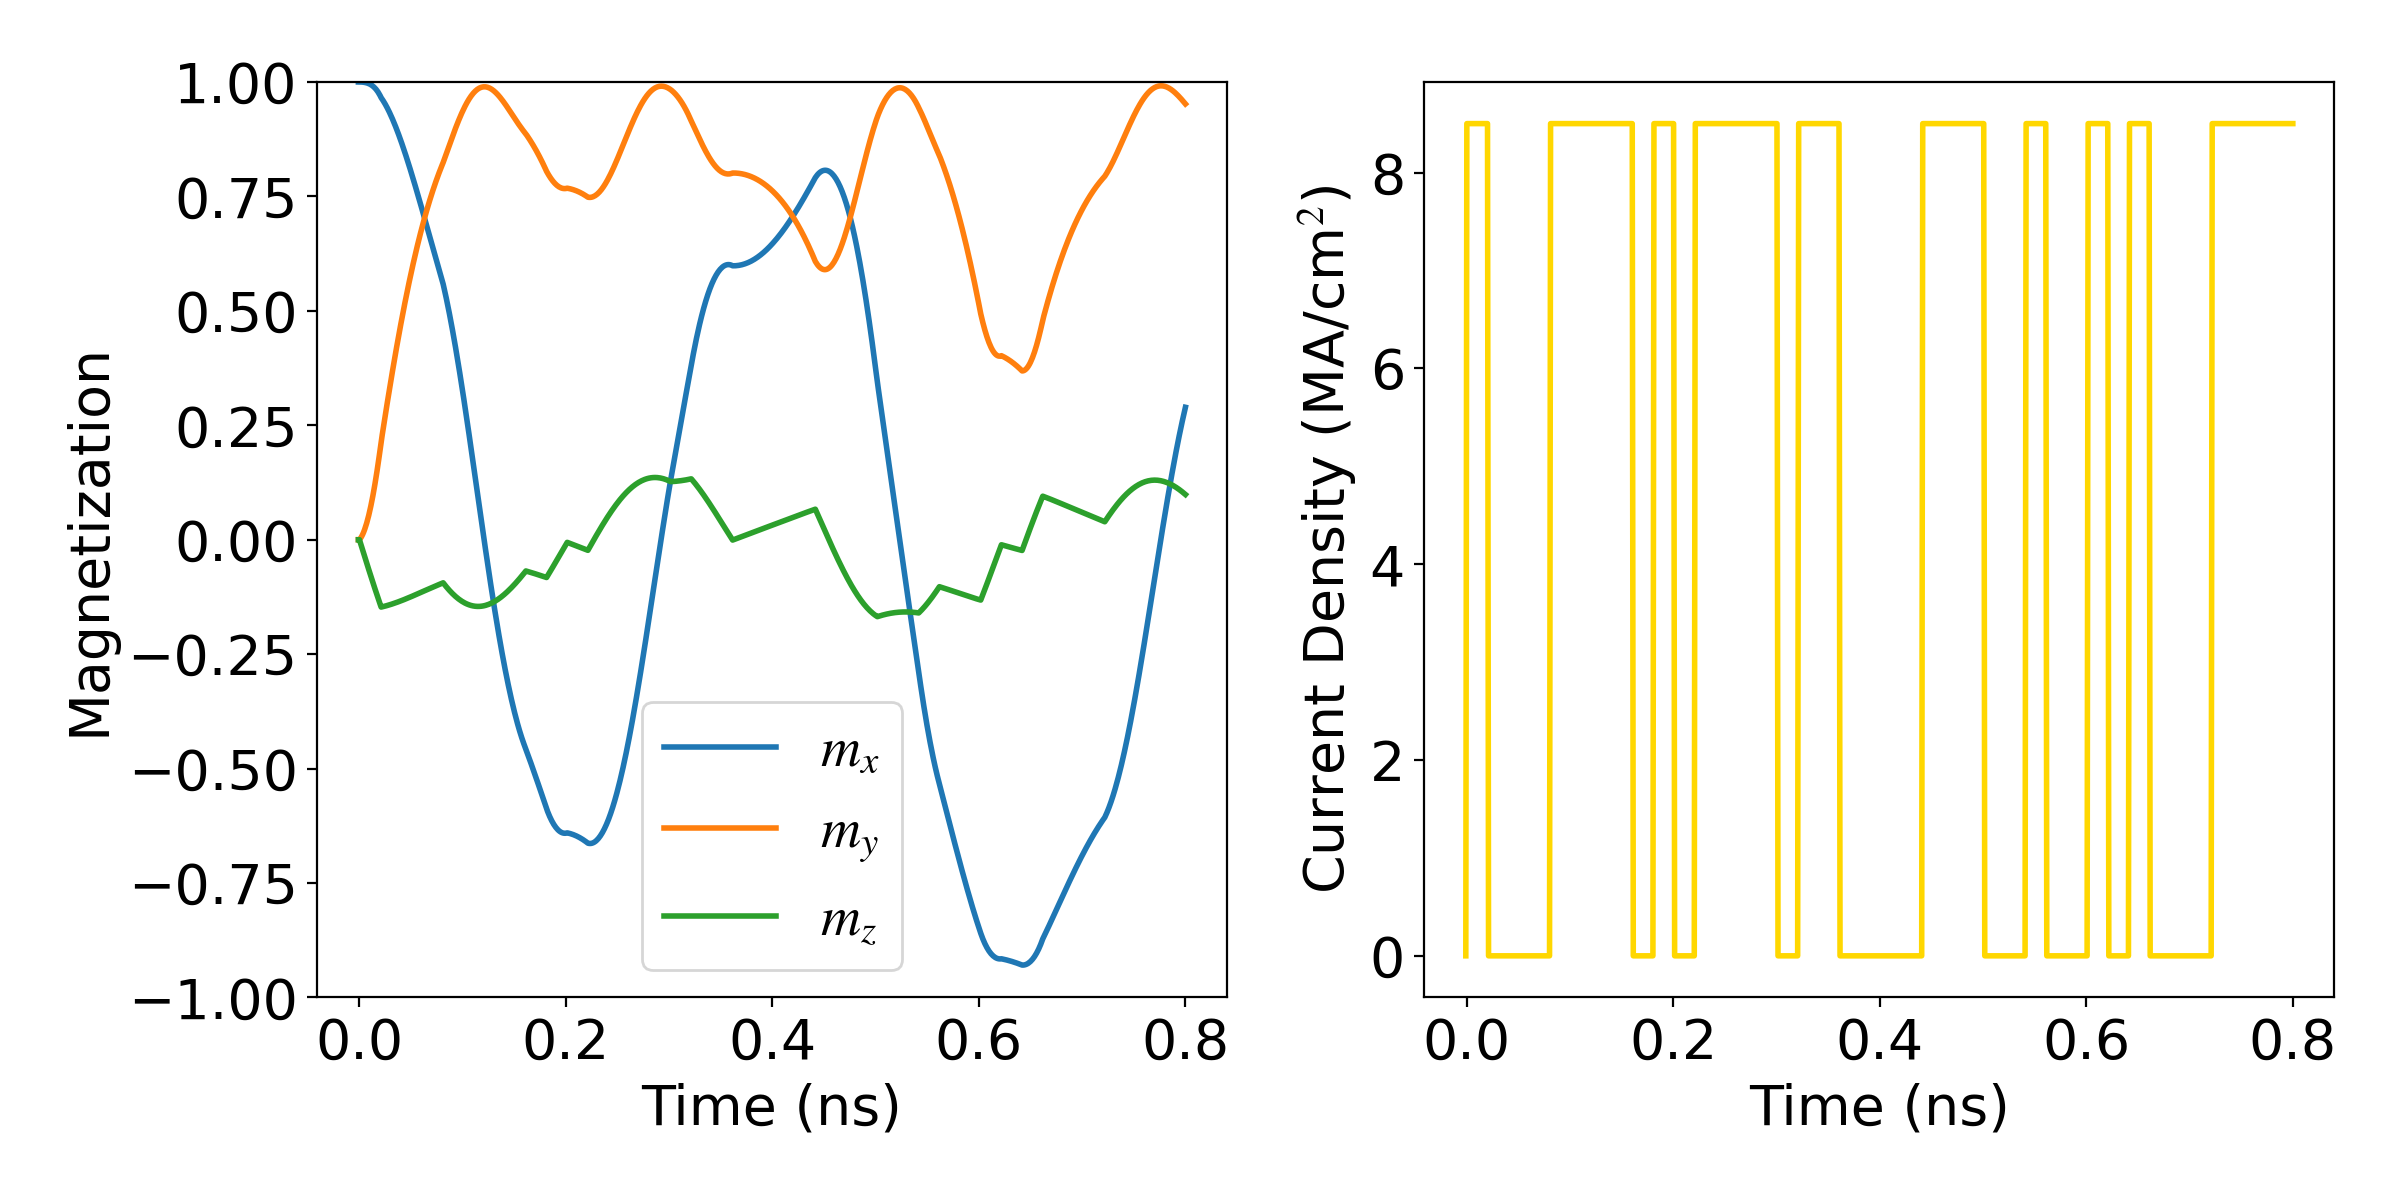 Magnetization
1.00
0.75
0.50
0.25
0.00
−0.25
−0.50
−0.75
−1.00
0.0 0.2 0.4 0.6 0.8
Time (ns)
m_x
m_y
m_z
Current Density (MA/cm²)
8
6
4
2
0
0.0 0.2 0.4 0.6 0.8
Time (ns)